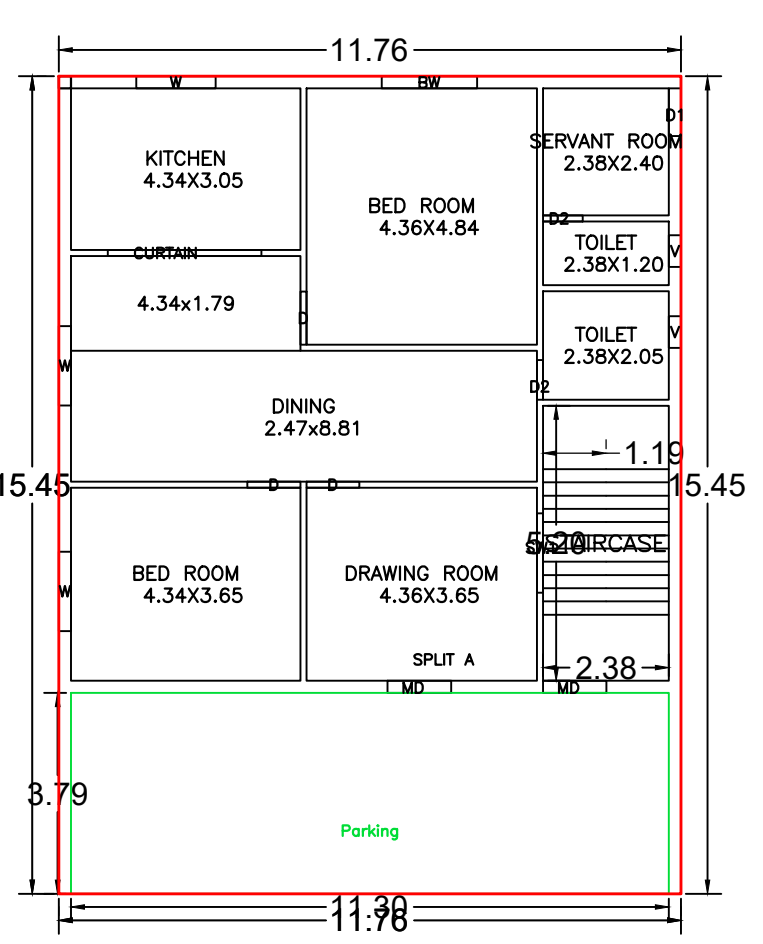 11.76
W
BW
D1
KITCHEN
4.34X3.05
SERVANT ROOM
2.38X2.40
BED ROOM
4.36X4.84
D2
TOILET
2.38X1.20
V
CURTAIN
4.34x1.79
D
TOILET
2.38X2.05
V
W
D2
DINING
2.47x8.81
1.19
15.45
15.45
D
D
5.20
STAIRCASE
BED ROOM
4.34X3.65
DRAWING ROOM
4.36X3.65
W
SPLIT A
2.38
MD
MD
3.79
Parking
11.30
11.76